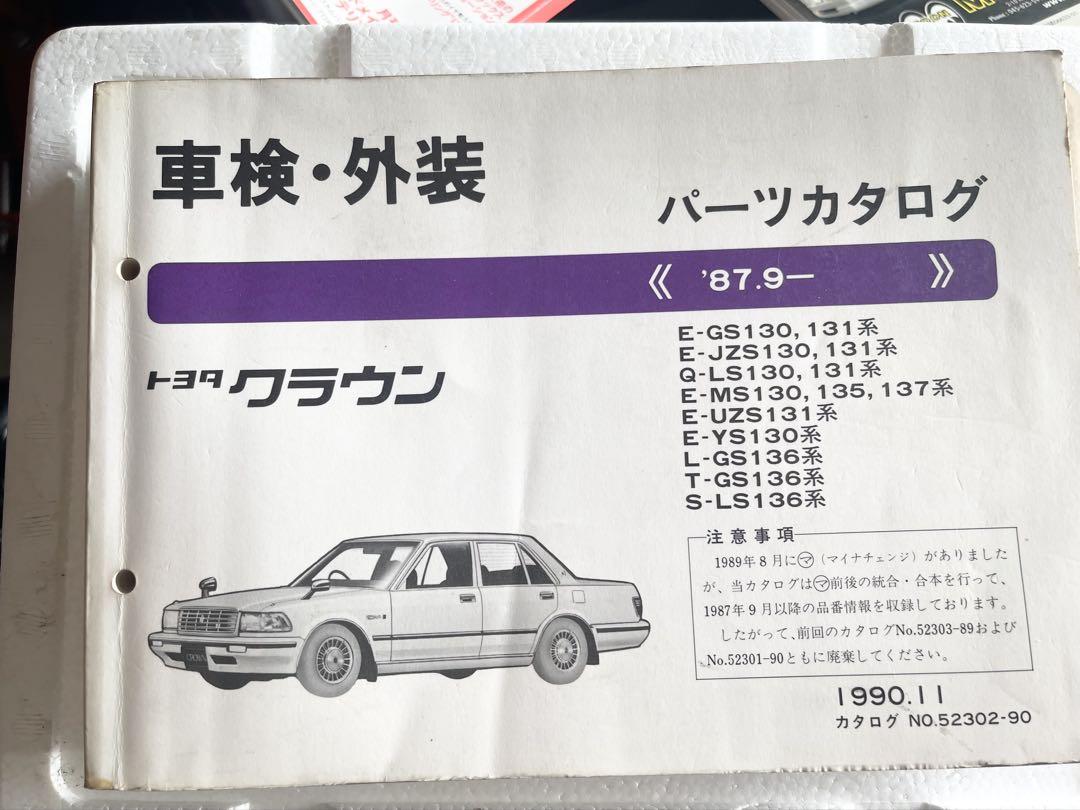 車検・外装
パーツカタログ
《 '87.9ー 》
トヨタ クラウン
E-GS130, 131系
E-JZS130, 131系
Q-LS130, 131系
E-MS130, 135, 137系
E-UZS131系
E-YS130系
L-GS136系
T-GS136系
S-LS136系
注意事項
1989年8月に㋮(マイナチェンジ)がありました
が、当カタログは㋮前後の統合・合本を行って、
1987年9月以降の品番情報を収録しております。
したがって、前回のカタログNo.52303-89および
No.52301-90ともに廃棄してください。
1990.11
カタログ NO.52302-90
CROWN